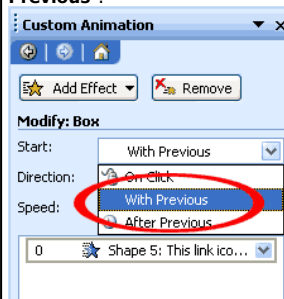 Previous".
Custom Animation
Add Effect
Remove
Modify: Box
Start:
With Previous
Direction:
On Click
Speed:
With Previous
After Previous
0
Shape 5: This link ico...